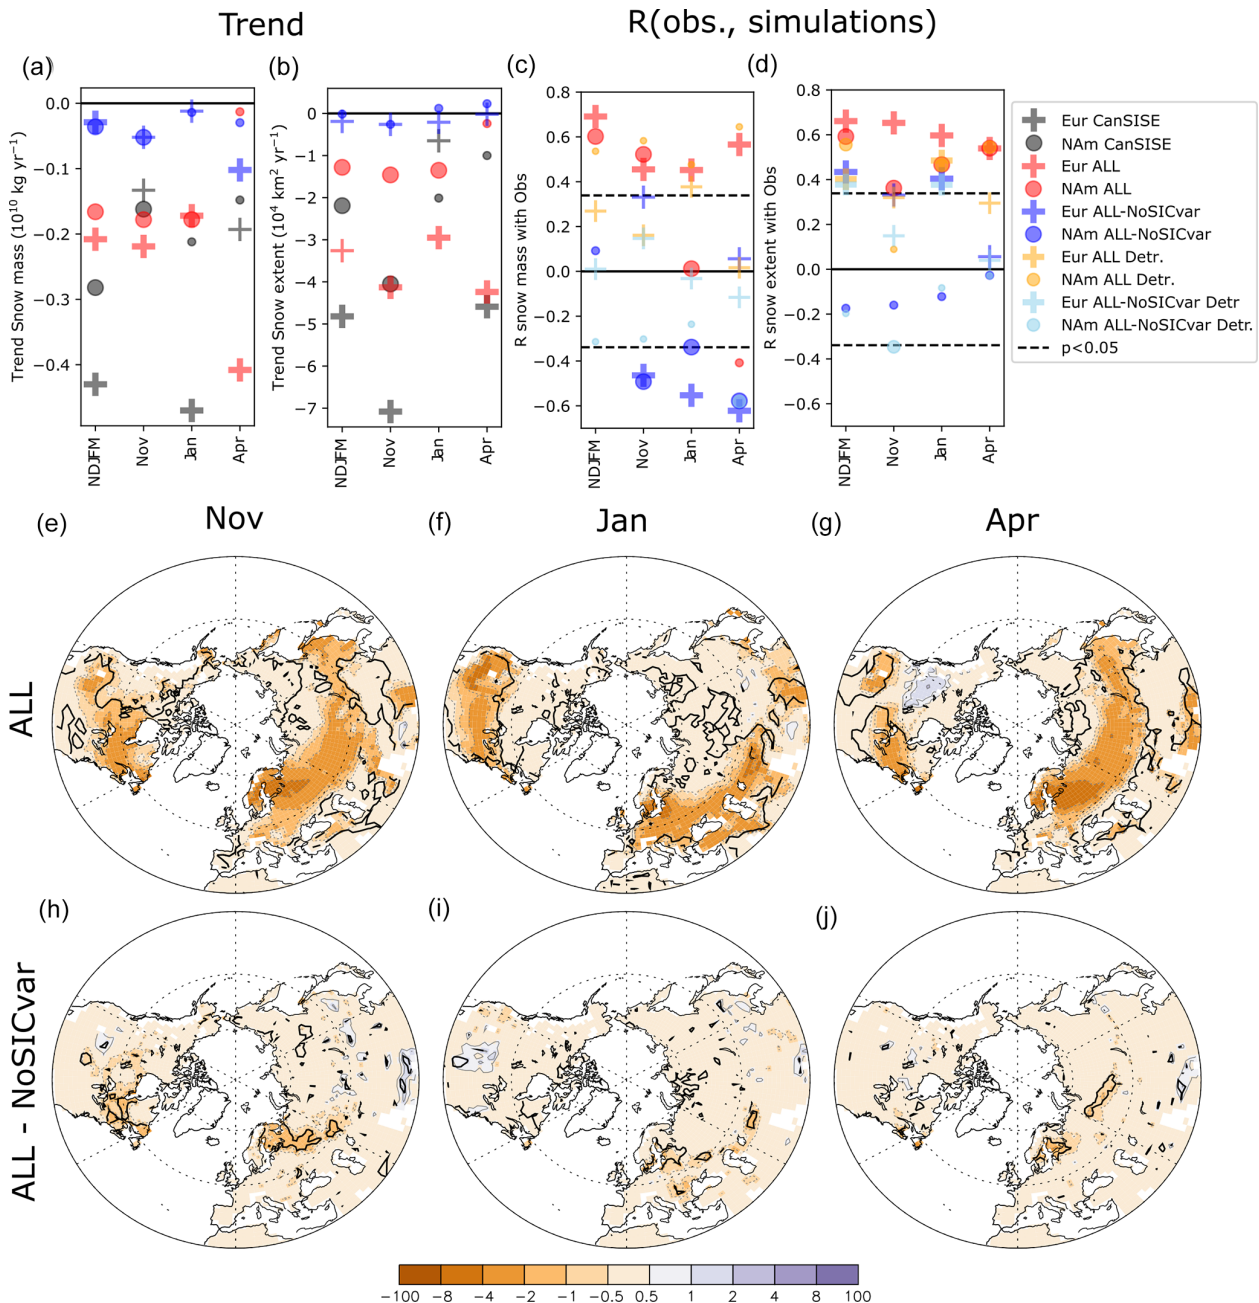 Trend
R(obs., simulations)
(a)
(b)
(c)
(d)
Trend Snow mass (10¹⁰ kg yr⁻¹)
0.0
−0.1
−0.2
−0.3
−0.4
NDJFM
Nov
Jan
Apr
Trend Snow extent (10⁴ km² yr⁻¹)
0
−1
−2
−3
−4
−5
−6
−7
NDJFM
Nov
Jan
Apr
R snow mass with Obs
0.8
0.6
0.4
0.2
0.0
−0.2
−0.4
−0.6
NDJFM
Nov
Jan
Apr
R snow extent with Obs
0.8
0.6
0.4
0.2
0.0
−0.2
−0.4
−0.6
NDJFM
Nov
Jan
Apr
Eur CanSISE
NAm CanSISE
Eur ALL
NAm ALL
Eur ALL-NoSICvar
NAm ALL-NoSICvar
Eur ALL Detr.
NAm ALL Detr.
Eur ALL-NoSICvar Detr
NAm ALL-NoSICvar Detr.
p<0.05
(e)
Nov
(f)
Jan
(g)
Apr
ALL
(h)
(i)
(j)
ALL - NoSICvar
-100
-8
-4
-2
-1
-0.5
0.5
1
2
4
8
100